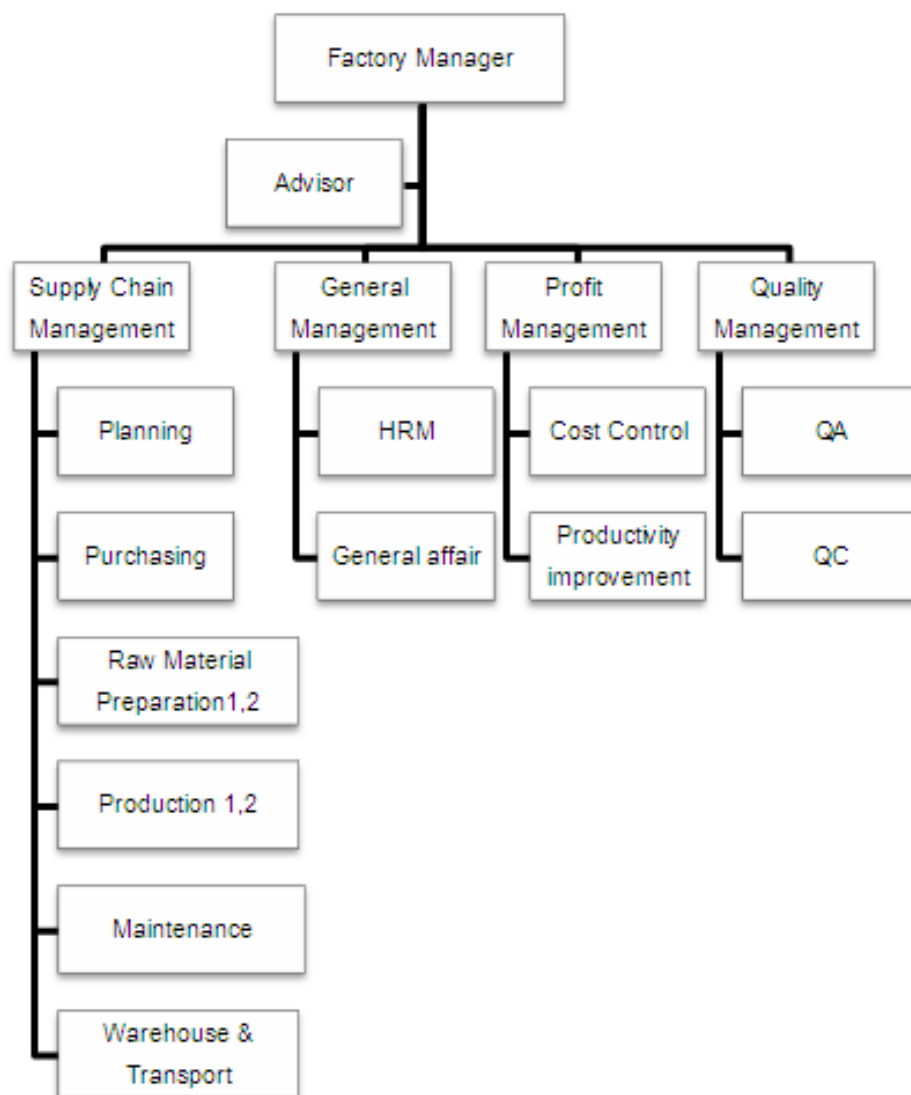 Factory Manager
Advisor
Supply Chain
Management
General
Management
Profit
Management
Quality
Management
Planning
HRM
Cost Control
QA
Purchasing
General affair
Productivity
improvement
QC
Raw Material
Preparation1,2
Production 1,2
Maintenance
Warehouse &
Transport